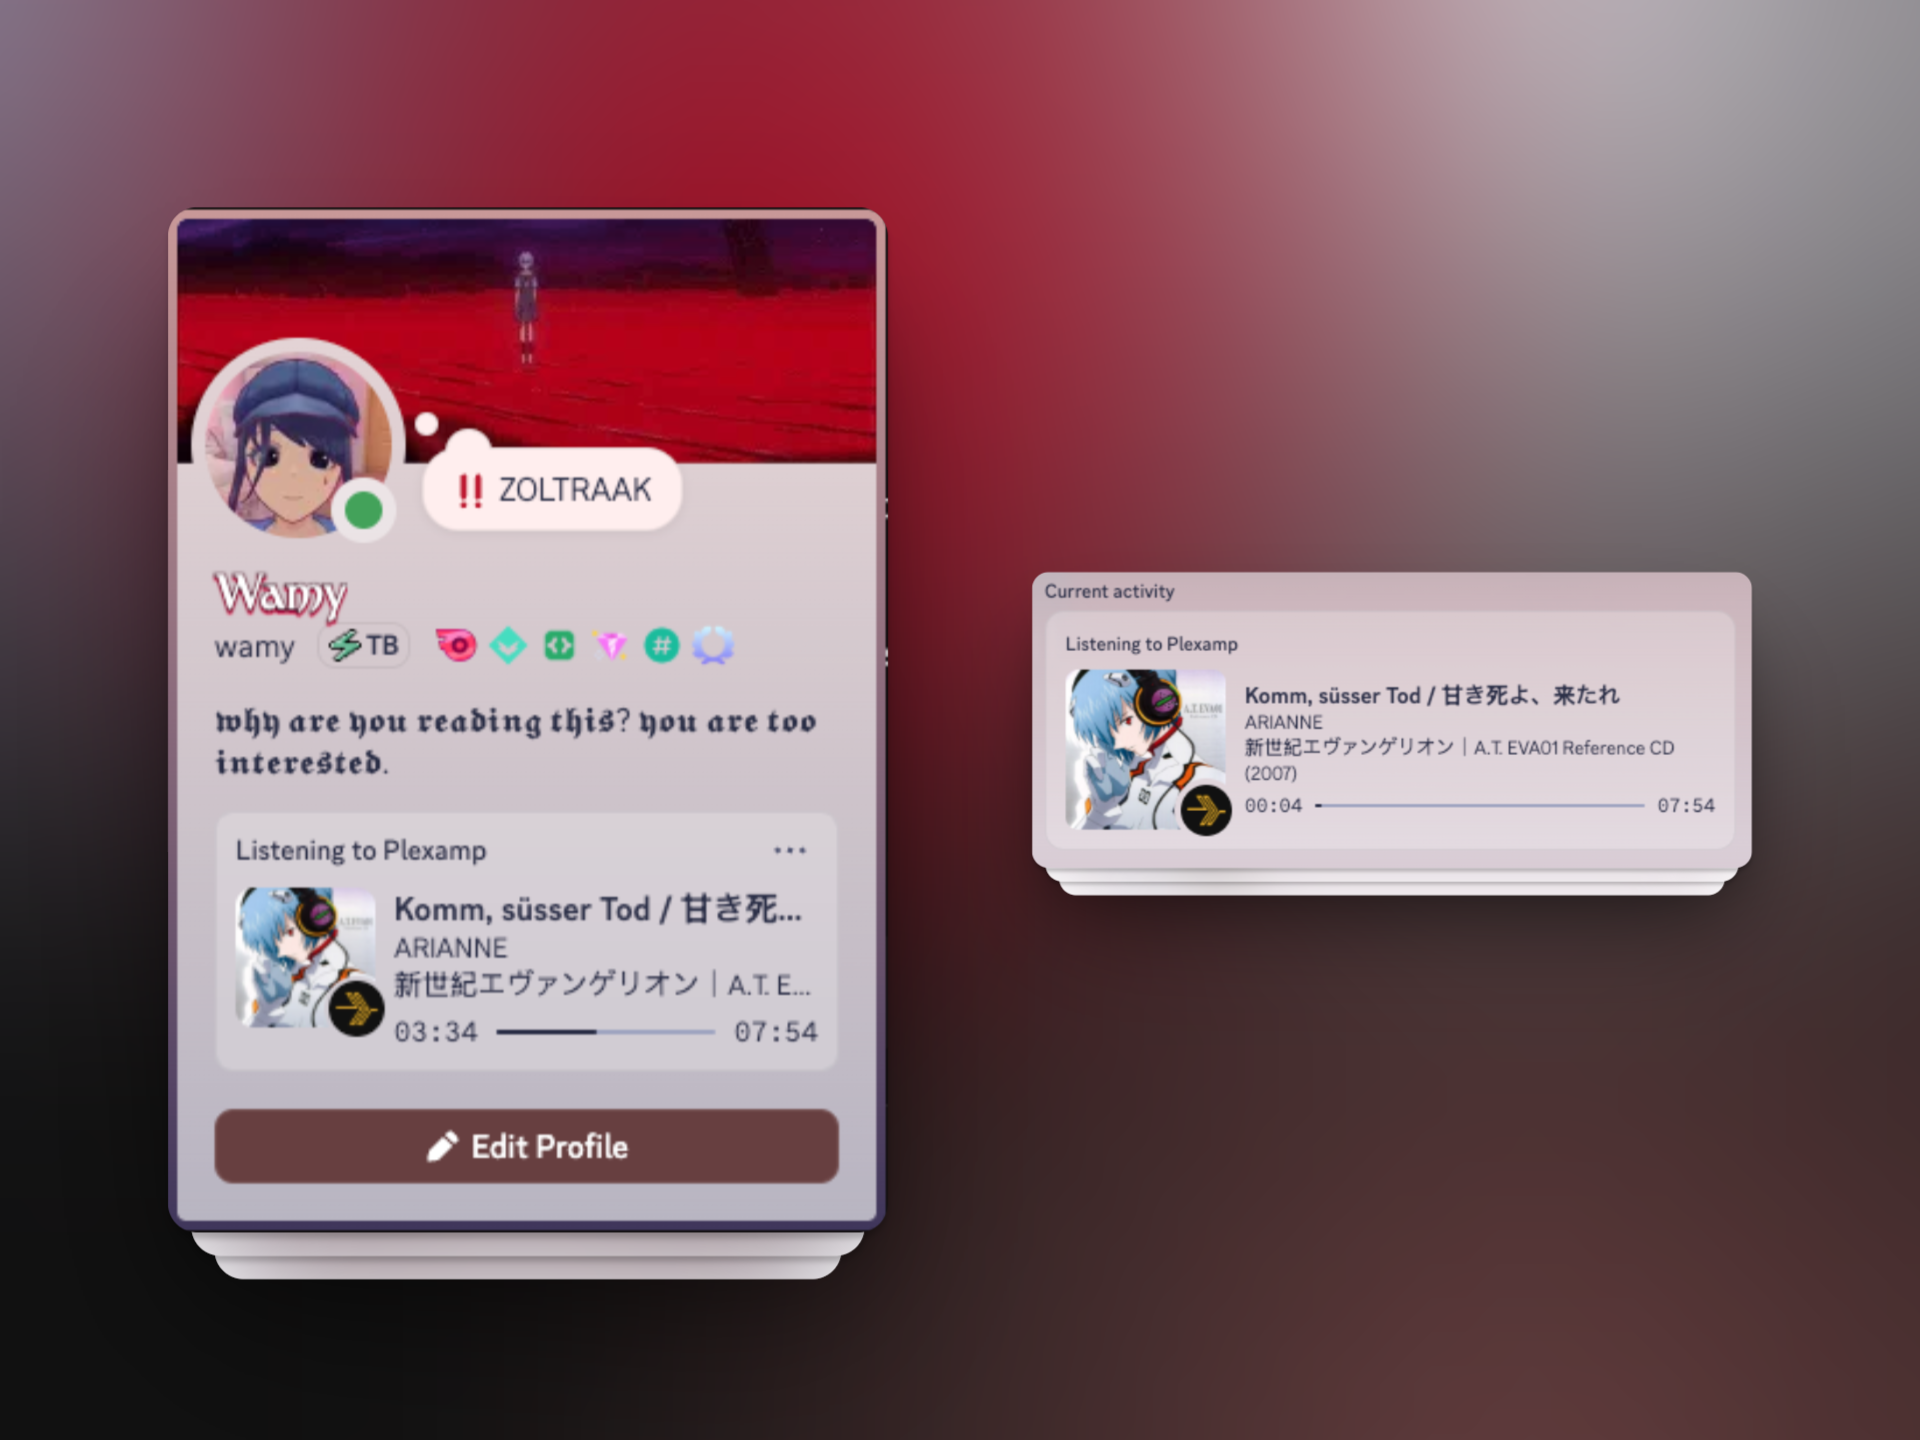 ‼ ZOLTRAAK
Wamy
wamy
TB
why are you reading this? you are too
interested.
Listening to Plexamp
Komm, süsser Tod / 甘き死...
ARIANNE
新世紀エヴァンゲリオン｜A.T. E...
03:34 07:54
Edit Profile
Current activity
Listening to Plexamp
A.T. EVA01
Komm, süsser Tod / 甘き死よ、来たれ
ARIANNE
新世紀エヴァンゲリオン｜A.T. EVA01 Reference CD
(2007)
00:04 07:54